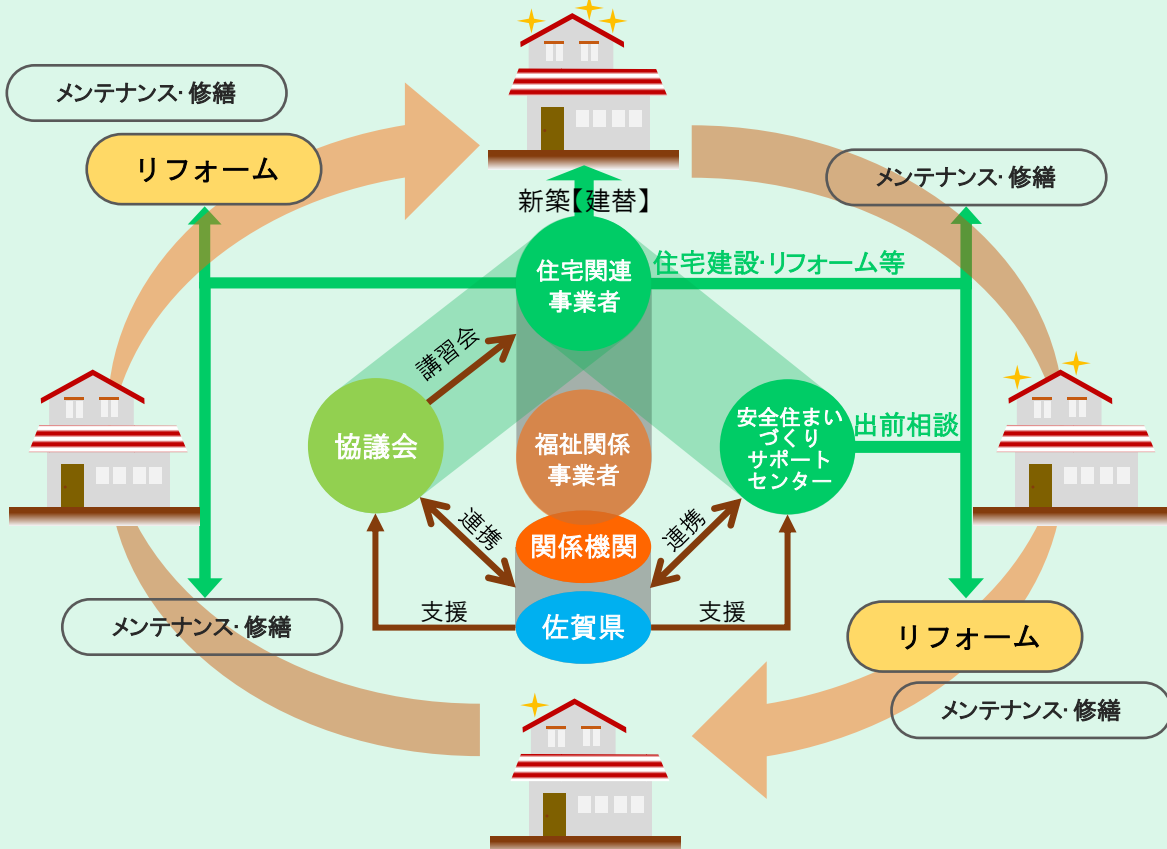 メンテナンス・修繕
リフォーム
新築【建替】
メンテナンス・修繕
住宅関連
事業者
住宅建設・リフォーム等
講習会
協議会
福祉関係
事業者
安全住まい
づくり
サポート
センター
出前相談
連携
連携
関係機関
支援
佐賀県
支援
メンテナンス・修繕
リフォーム
メンテナンス・修繕